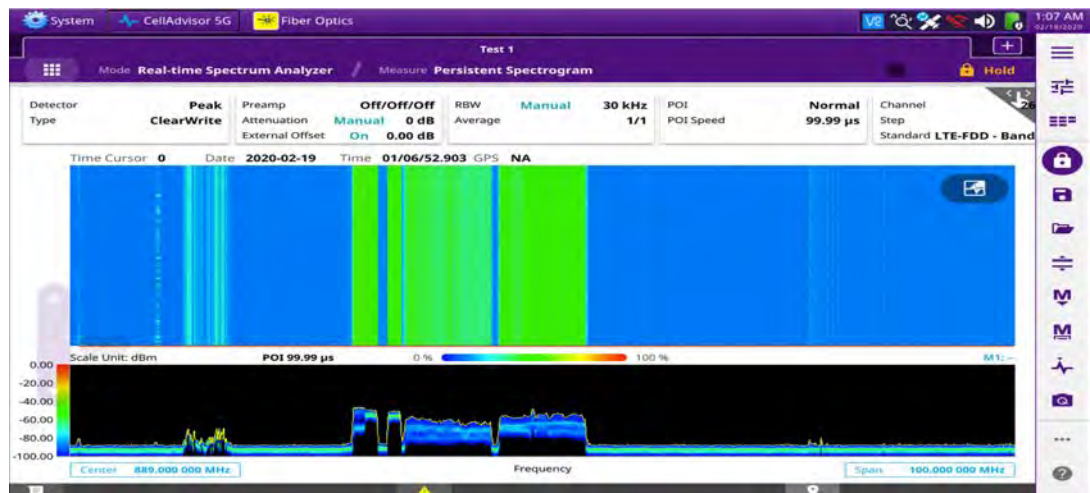 System CellAdvisor 5G Fiber Optics V2 1:07 AM
02/19/2020
Test 1
Mode Real-time Spectrum Analyzer / Measure Persistent Spectrogram Hold
Detector Peak Preamp Off/Off/Off RBW Manual 30 kHz POI Normal Channel 26
Type ClearWrite Attenuation Manual 0 dB Average 1/1 POI Speed 99.99 µs Step
External Offset On 0.00 dB Standard LTE-FDD - Band
Time Cursor 0 Date 2020-02-19 Time 01/06/52.903 GPS NA
Scale Unit: dBm POI 99.99 µs 0 % 100 % M1: --
0.00
-20.00
-40.00
-60.00
-80.00
-100.00
Center 889.000 000 MHz Frequency Span 100.000 000 MHz